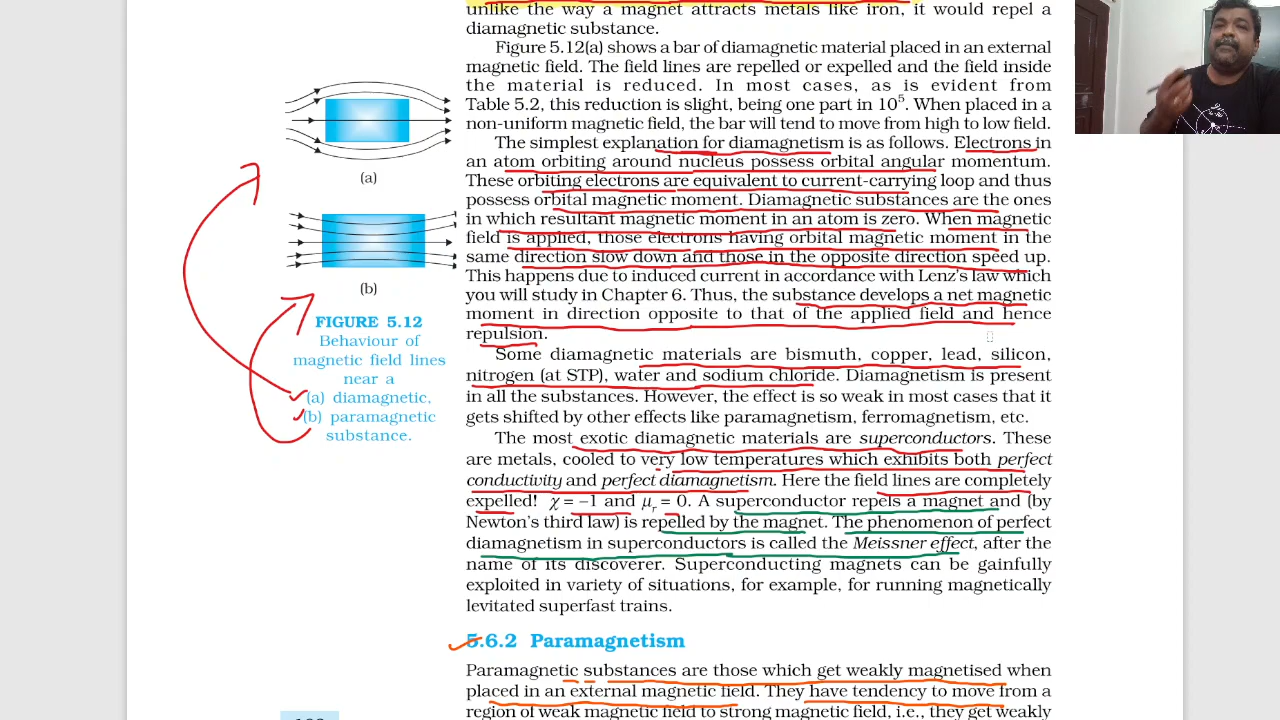 unlike the way a magnet attracts metals like iron, it would repel a
diamagnetic substance.
Figure 5.12(a) shows a bar of diamagnetic material placed in an external
magnetic field. The field lines are repelled or expelled and the field inside
the material is reduced. In most cases, as is evident from
Table 5.2, this reduction is slight, being one part in 10⁵. When placed in a
non-uniform magnetic field, the bar will tend to move from high to low field.
The simplest explanation for diamagnetism is as follows. Electrons in
an atom orbiting around nucleus possess orbital angular momentum.
These orbiting electrons are equivalent to current-carrying loop and thus
possess orbital magnetic moment. Diamagnetic substances are the ones
in which resultant magnetic moment in an atom is zero. When magnetic
field is applied, those electrons having orbital magnetic moment in the
same direction slow down and those in the opposite direction speed up.
This happens due to induced current in accordance with Lenz's law which
you will study in Chapter 6. Thus, the substance develops a net magnetic
moment in direction opposite to that of the applied field and hence
repulsion.
Some diamagnetic materials are bismuth, copper, lead, silicon,
nitrogen (at STP), water and sodium chloride. Diamagnetism is present
in all the substances. However, the effect is so weak in most cases that it
gets shifted by other effects like paramagnetism, ferromagnetism, etc.
The most exotic diamagnetic materials are superconductors. These
are metals, cooled to very low temperatures which exhibits both perfect
conductivity and perfect diamagnetism. Here the field lines are completely
expelled! χ = −1 and μᵣ = 0. A superconductor repels a magnet and (by
Newton's third law) is repelled by the magnet. The phenomenon of perfect
diamagnetism in superconductors is called the Meissner effect, after the
name of its discoverer. Superconducting magnets can be gainfully
exploited in variety of situations, for example, for running magnetically
levitated superfast trains.
(a)
(b)
FIGURE 5.12
Behaviour of
magnetic field lines
near a
(a) diamagnetic,
(b) paramagnetic
substance.
5.6.2 Paramagnetism
Paramagnetic substances are those which get weakly magnetised when
placed in an external magnetic field. They have tendency to move from a
region of weak magnetic field to strong magnetic field, i.e., they get weakly